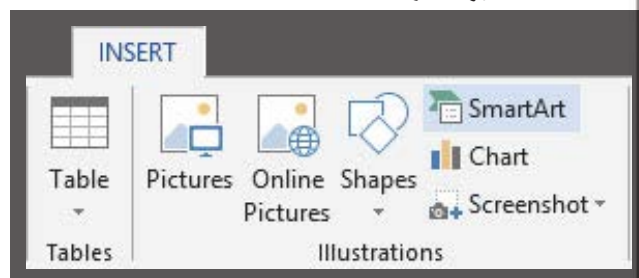 INSERT
SmartArt
Chart
Table
Pictures
Online
Pictures
Shapes
Screenshot
Tables
Illustrations